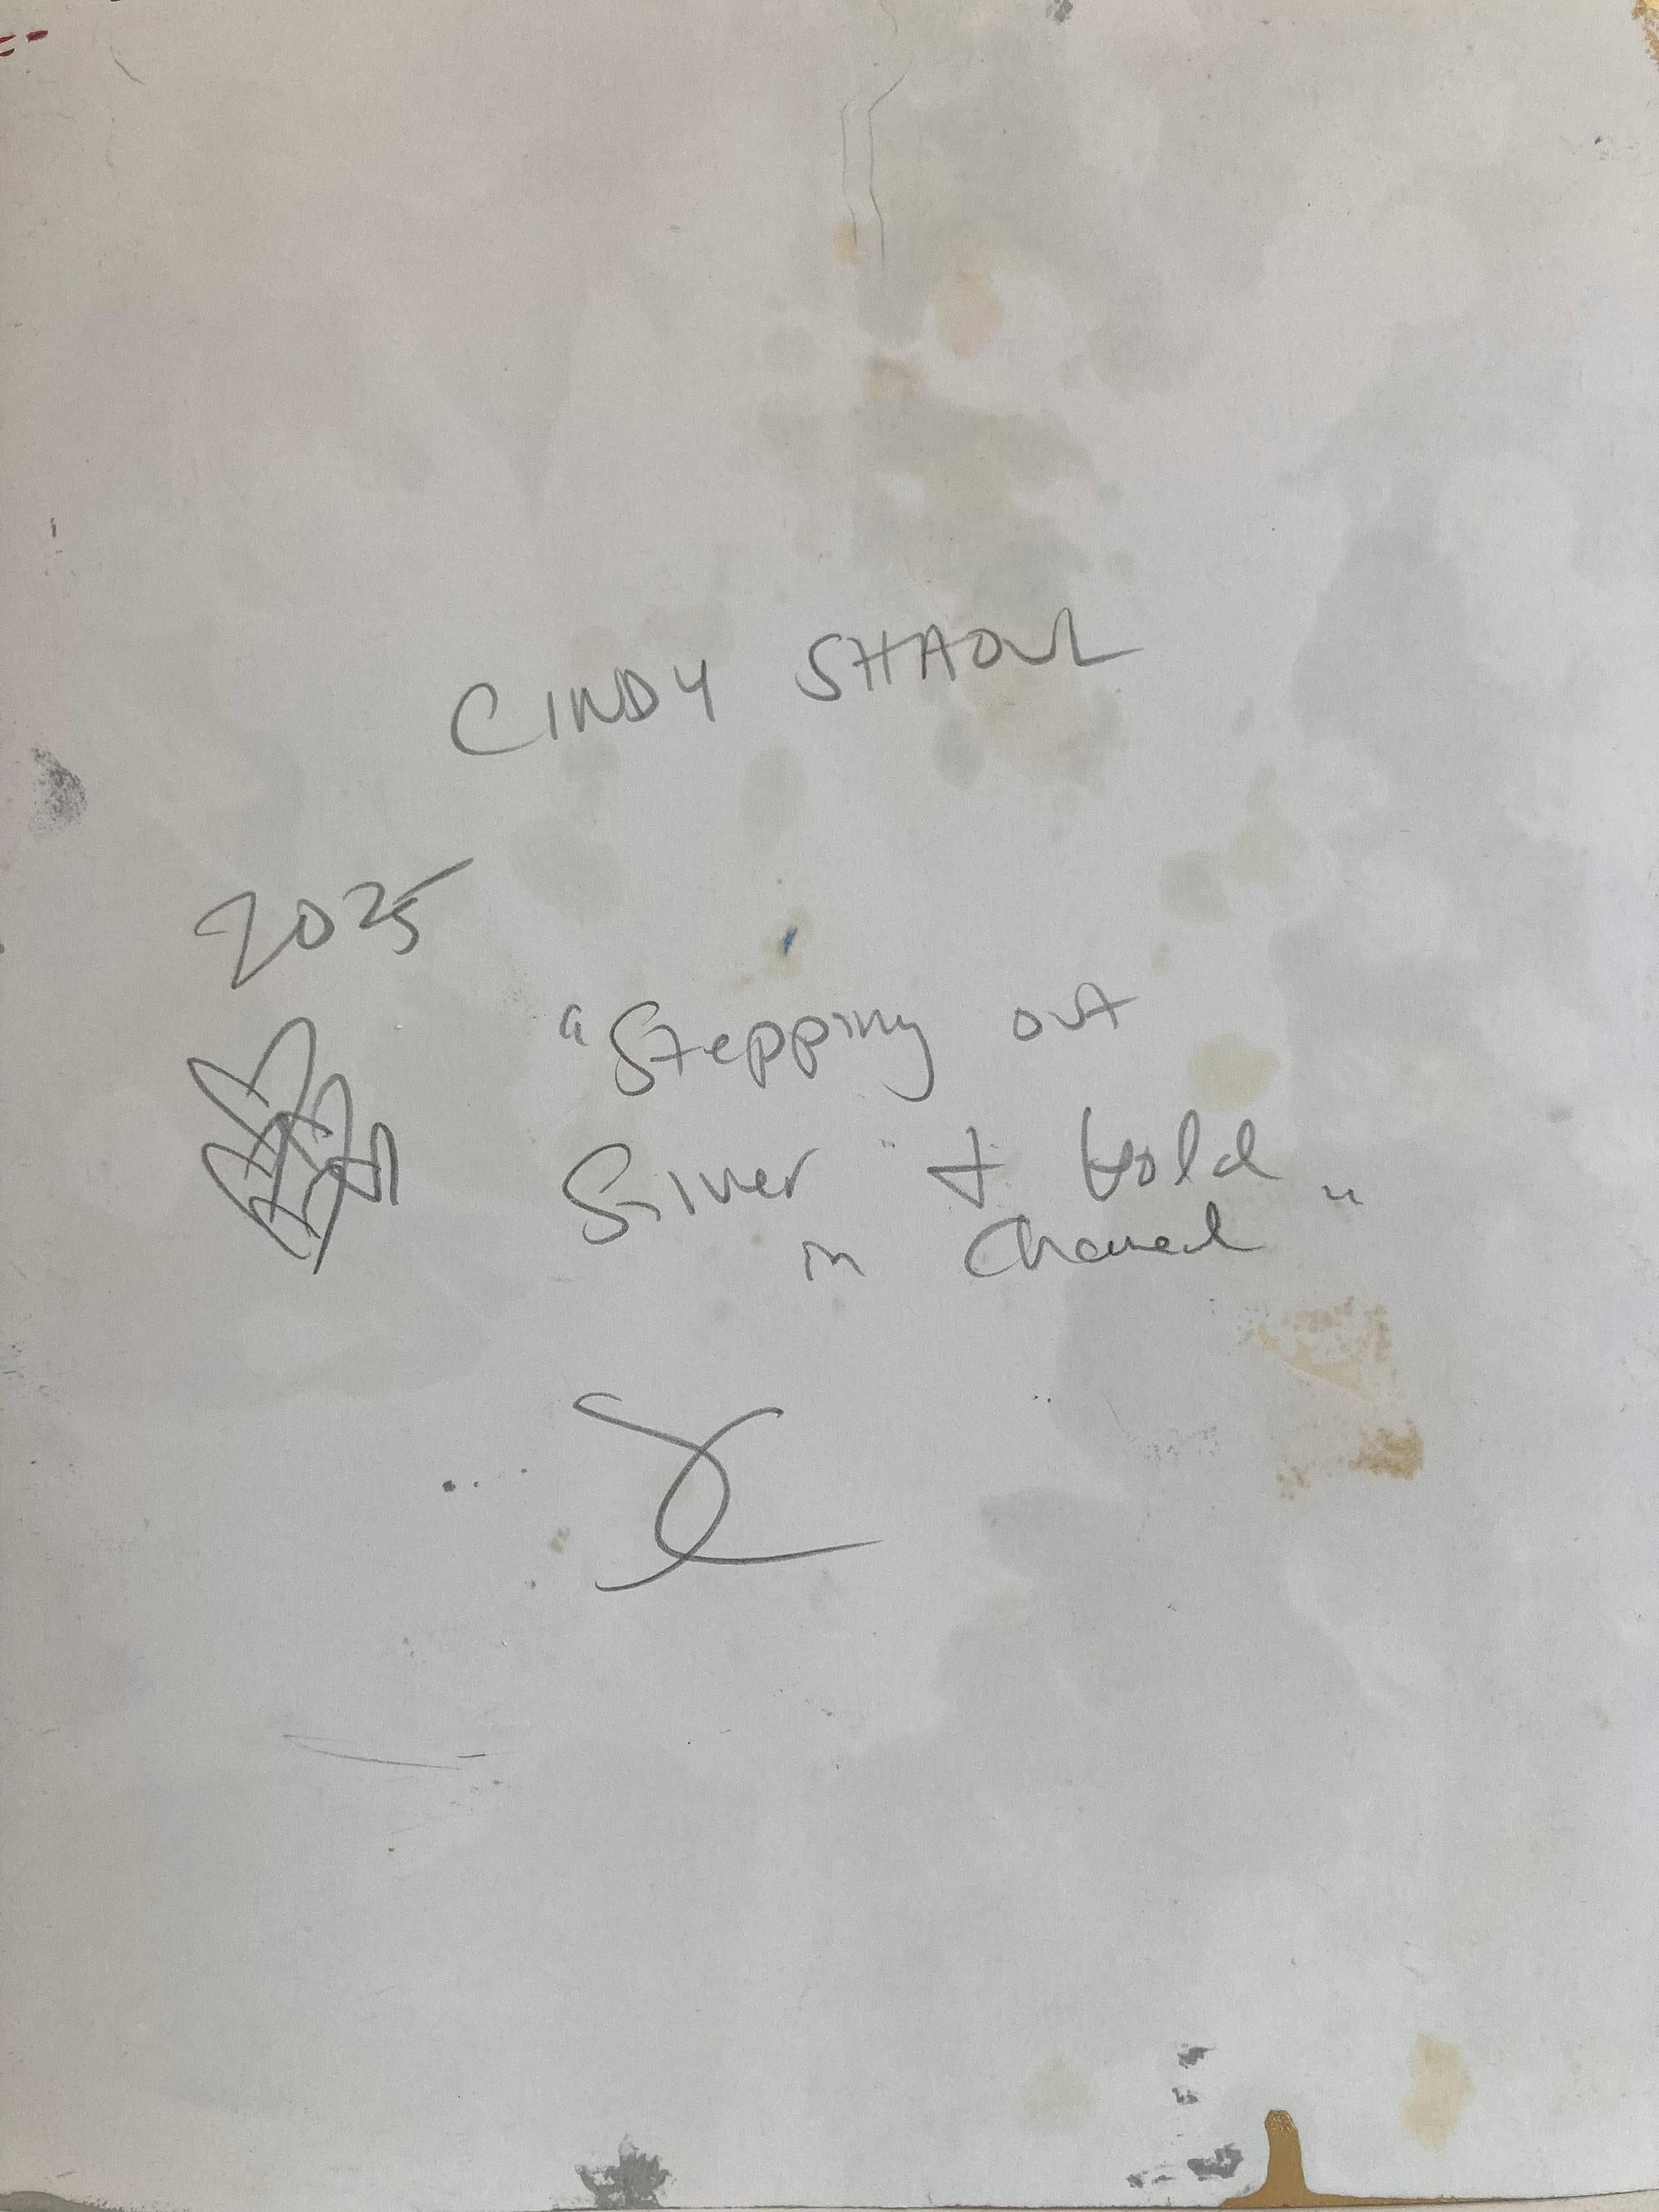 CINDY SHAOUL
2025
"Stepping out
Silver + Gold
in Chanel"